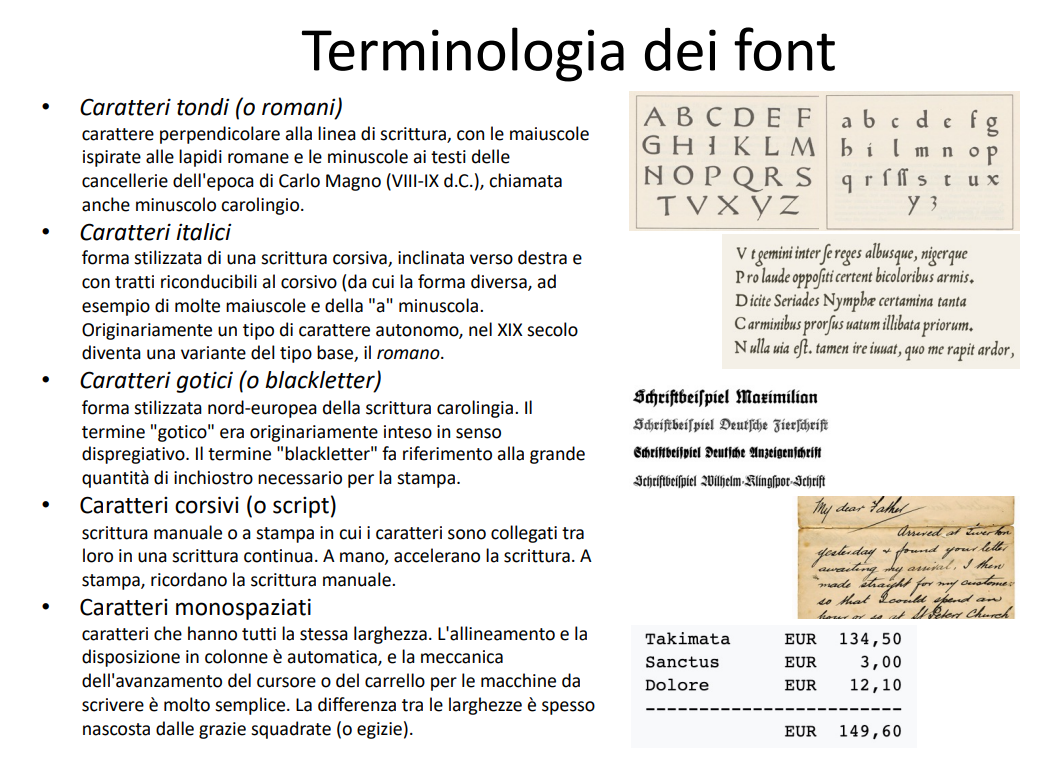 Terminologia dei font
• Caratteri tondi (o romani)
carattere perpendicolare alla linea di scrittura, con le maiuscole
ispirate alle lapidi romane e le minuscole ai testi delle
cancellerie dell'epoca di Carlo Magno (VIII-IX d.C.), chiamata
anche minuscolo carolingio.
• Caratteri italici
forma stilizzata di una scrittura corsiva, inclinata verso destra e
con tratti riconducibili al corsivo (da cui la forma diversa, ad
esempio di molte maiuscole e della "a" minuscola.
Originariamente un tipo di carattere autonomo, nel XIX secolo
diventa una variante del tipo base, il romano.
• Caratteri gotici (o blackletter)
forma stilizzata nord-europea della scrittura carolingia. Il
termine "gotico" era originariamente inteso in senso
dispregiativo. Il termine "blackletter" fa riferimento alla grande
quantità di inchiostro necessario per la stampa.
• Caratteri corsivi (o script)
scrittura manuale o a stampa in cui i caratteri sono collegati tra
loro in una scrittura continua. A mano, accelerano la scrittura. A
stampa, ricordano la scrittura manuale.
• Caratteri monospaziati
caratteri che hanno tutti la stessa larghezza. L'allineamento e la
disposizione in colonne è automatica, e la meccanica
dell'avanzamento del cursore o del carrello per le macchine da
scrivere è molto semplice. La differenza tra le larghezze è spesso
nascosta dalle grazie squadrate (o egizie).
A B C D E F
G H I K L M
N O P Q R S
T V X Y Z
a b c d e f g
h i l m n o p
q r ſ ſſ s t u x
y ꝫ
V t gemini inter ſe reges albusque, nigerque
P ro laude oppoſiti certent bicoloribus armis.
D icite Seriades Nymphæ certamina tanta
C arminibus prorſus uatum illibata priorum.
N ulla uia eſt. tamen ire iuuat, quo me rapit ardor,
Schriftbeiſpiel Maximilian
Schriftbeiſpiel Deutſche Zierſchrift
Schriftbeiſpiel Deutſche Anzeigenſchrift
Schriftbeiſpiel Wilhelm-Klingſpor-Schrift
My dear Father
Arrived at Tiverton
yesterday + found your letter
awaiting my arrival. I then
made straight for my customer
so that I could spend an
hour or so at St Peters Church
Takimata EUR 134,50
Sanctus EUR 3,00
Dolore EUR 12,10
------------------------
EUR 149,60